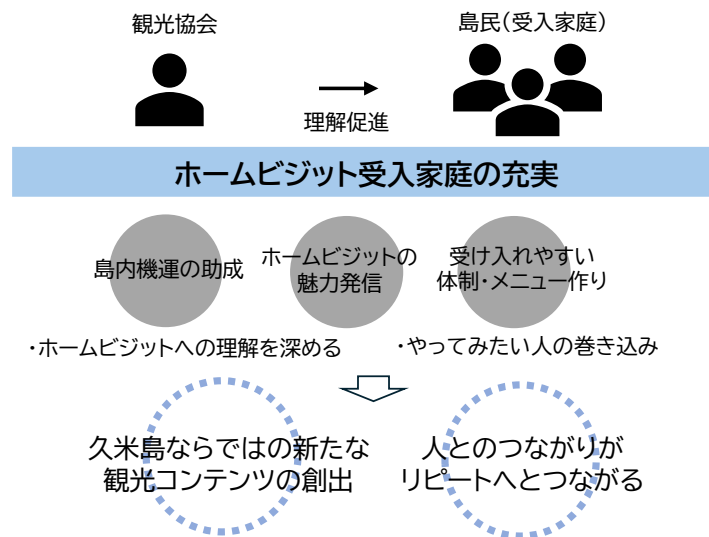 観光協会
島民(受入家庭)
理解促進
ホームビジット受入家庭の充実
島内機運の助成
ホームビジットの
魅力発信
受け入れやすい
体制・メニュー作り
・ホームビジットへの理解を深める
・やってみたい人の巻き込み
久米島ならではの新たな
観光コンテンツの創出
人とのつながりが
リピートへとつながる